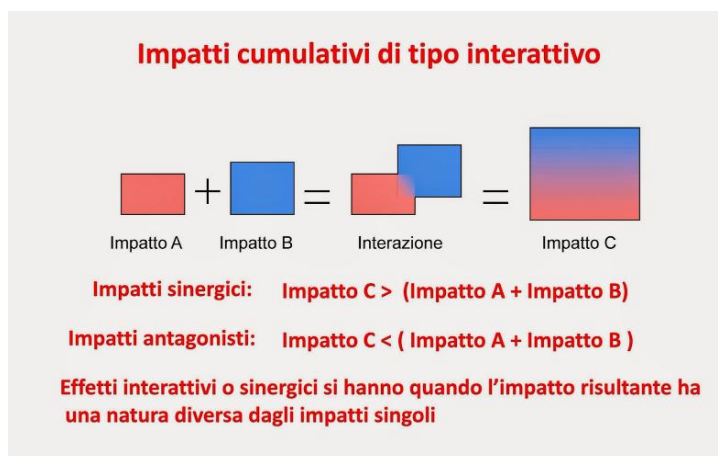 Impatti cumulativi di tipo interattivo
+ = =
Impatto A Impatto B Interazione Impatto C
Impatti sinergici: Impatto C > (Impatto A + Impatto B)
Impatti antagonisti: Impatto C < ( Impatto A + Impatto B )
Effetti interattivi o sinergici si hanno quando l'impatto risultante ha
una natura diversa dagli impatti singoli